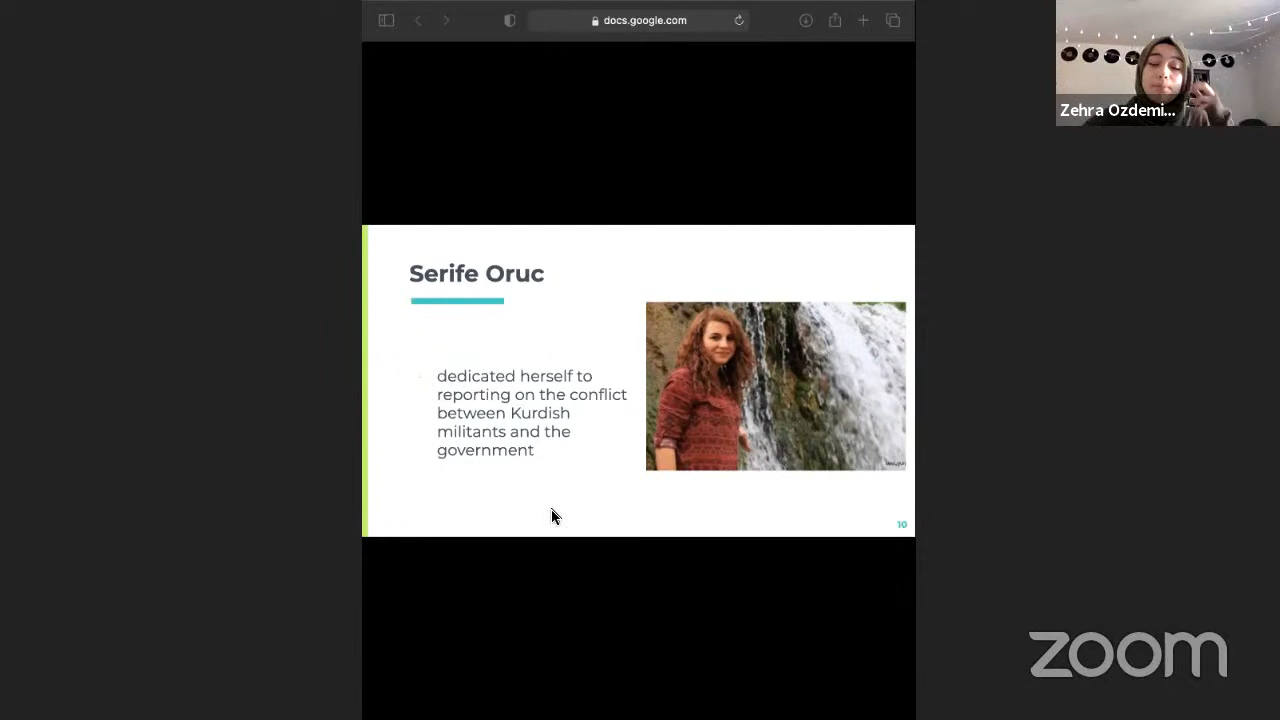 docs.google.com
Zehra Ozdemi...
Serife Oruc
dedicated herself to
reporting on the conflict
between Kurdish
militants and the
government
10
zoom